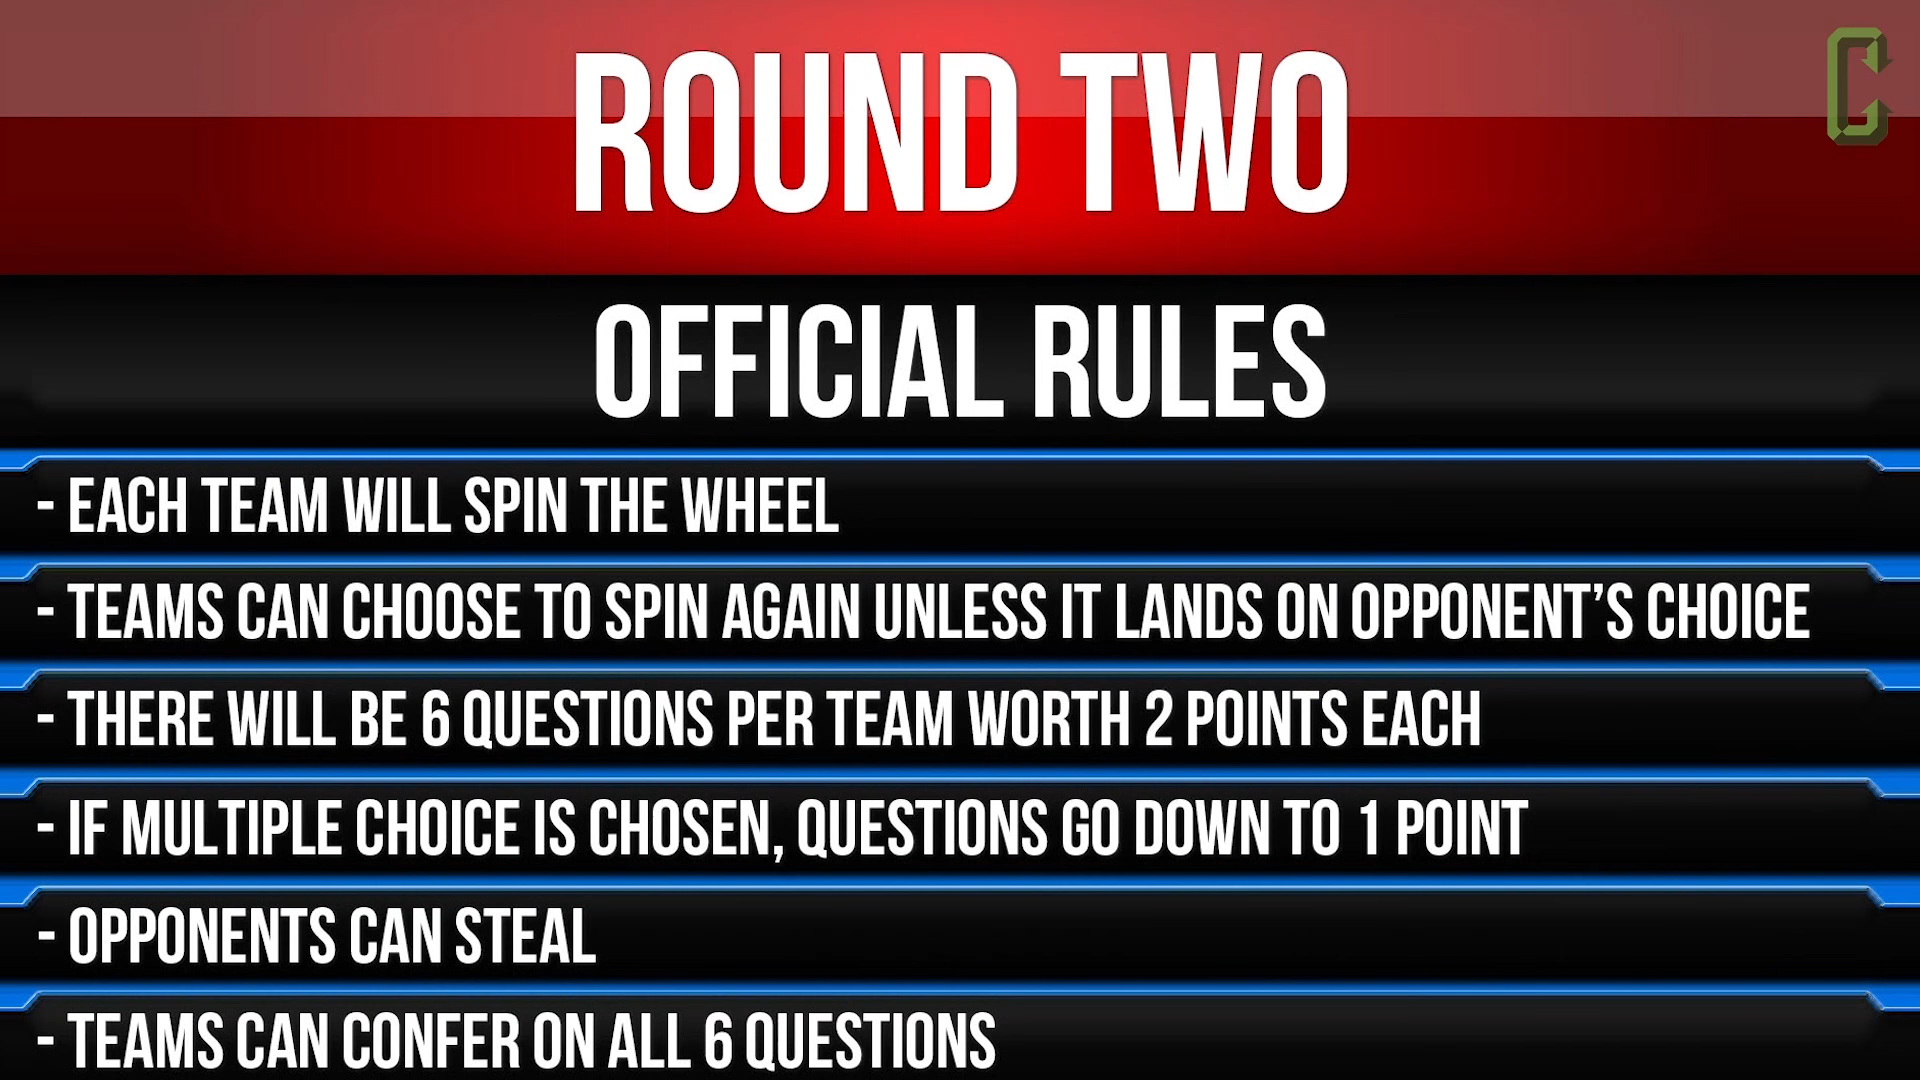 ROUND TWO
OFFICIAL RULES
- EACH TEAM WILL SPIN THE WHEEL
- TEAMS CAN CHOOSE TO SPIN AGAIN UNLESS IT LANDS ON OPPONENT’S CHOICE
- THERE WILL BE 6 QUESTIONS PER TEAM WORTH 2 POINTS EACH
- IF MULTIPLE CHOICE IS CHOSEN, QUESTIONS GO DOWN TO 1 POINT
- OPPONENTS CAN STEAL
- TEAMS CAN CONFER ON ALL 6 QUESTIONS